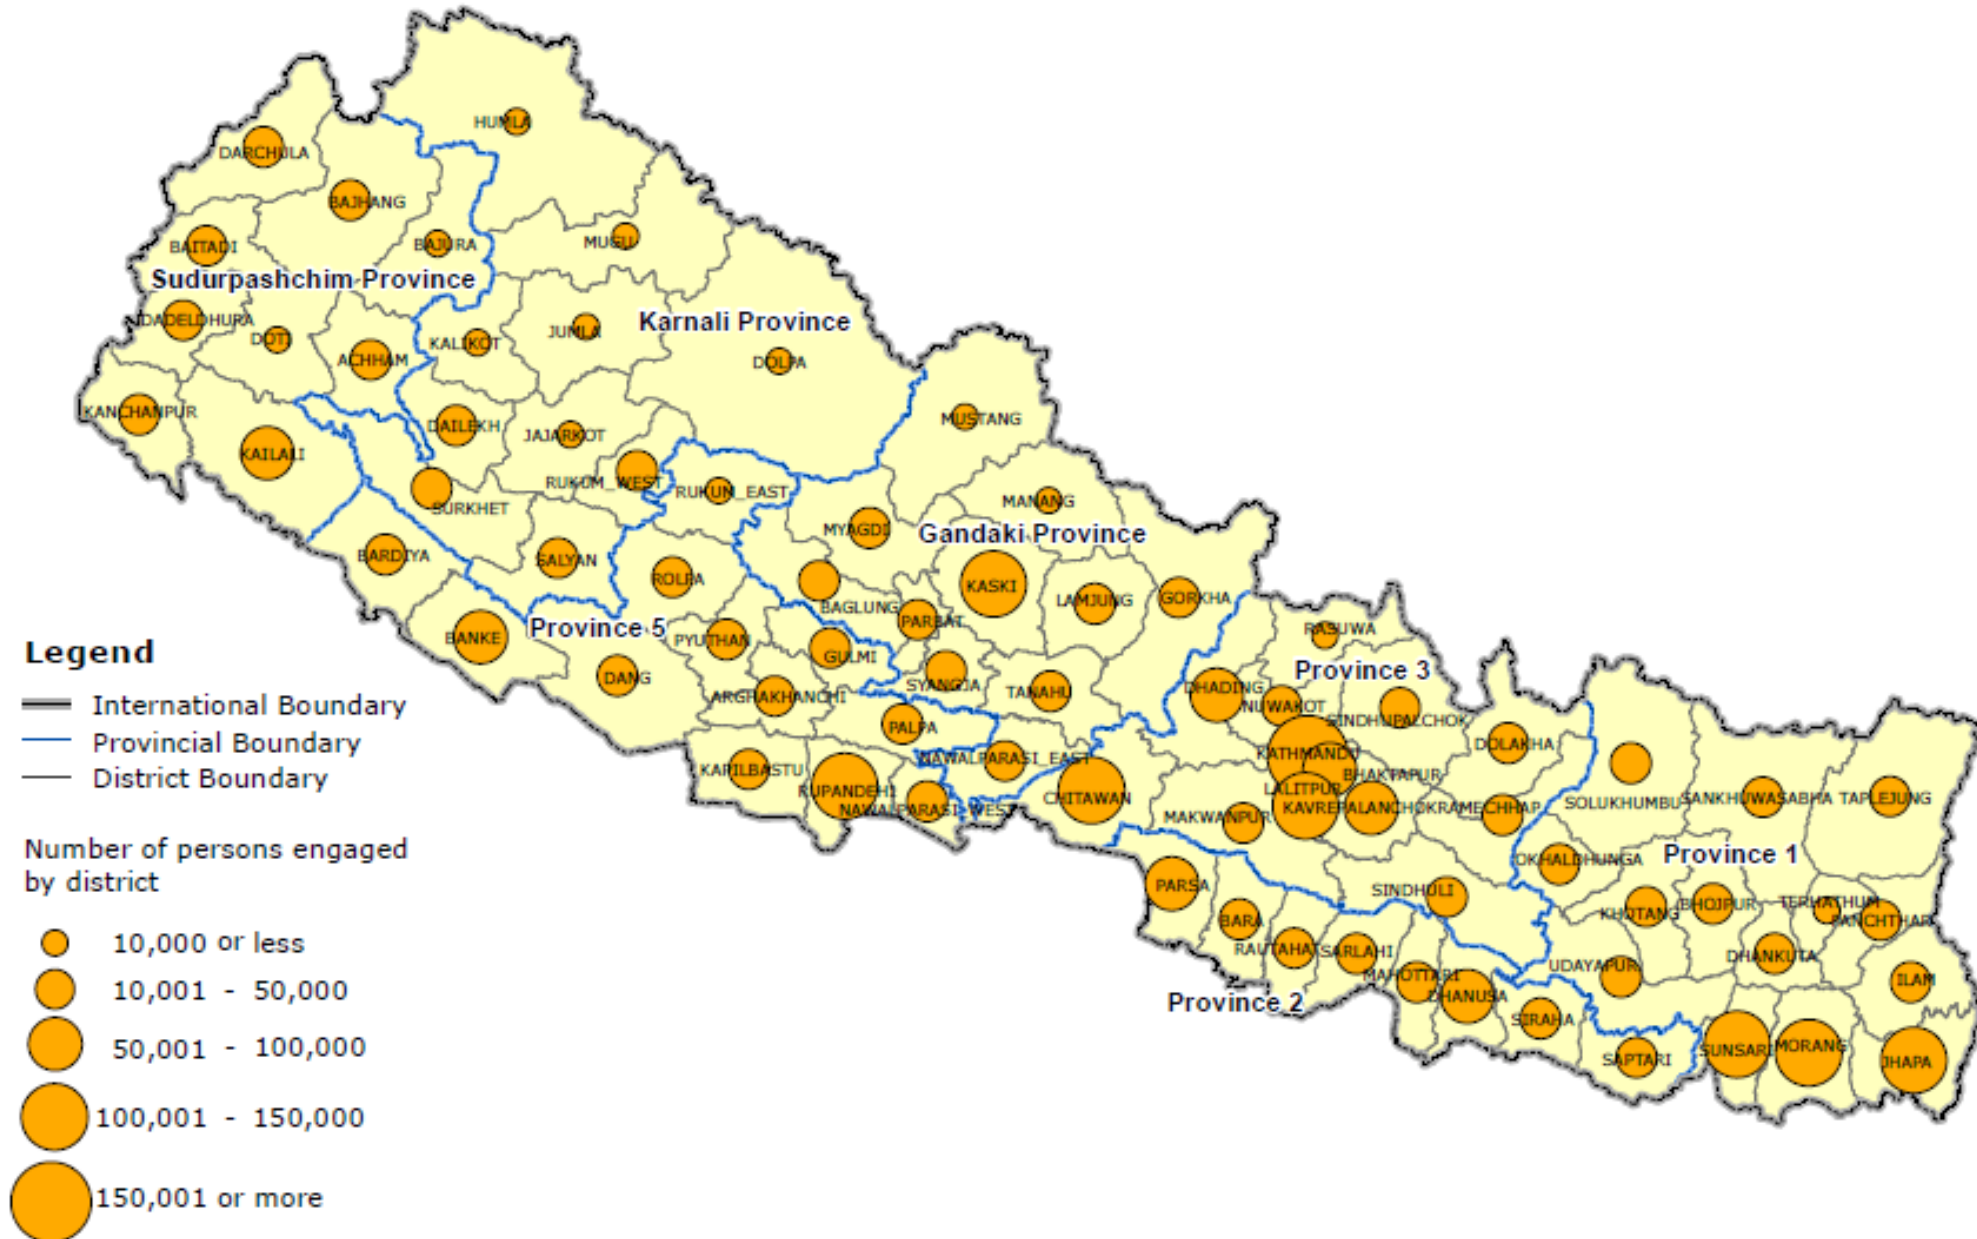 HUMLA
DARCHULA
BAJHANG
BAITADI
BAJURA
MUGU
Sudurpashchim Province
DADELDHURA
DOTI
ACHHAM
KALIKOT
JUMLA
Karnali Province
DOLPA
KANCHANPUR
KAILALI
DAILEKH
JAJARKOT
MUSTANG
RUKUM_WEST
RUKUM_EAST
SURKHET
MANANG
MYAGDI
Gandaki Province
BARDIYA
SALYAN
ROLPA
KASKI
LAMJUNG
GORKHA
BAGLUNG
PARBAT
BANKE
Province 5
PYUTHAN
GULMI
RASUWA
DANG
ARGHAKHANCHI
SYANGJA
TANAHU
DHADING
NUWAKOT
Province 3
SINDHUPALCHOK
PALPA
DOLAKHA
KAPILBASTU
RUPANDEHI
NAWALPARASI_EAST
NAWALPARASI_WEST
CHITAWAN
KATHMANDU
BHAKTAPUR
LALITPUR
KAVREPALANCHOK
RAMECHHAP
MAKWANPUR
SOLUKHUMBU
SANKHUWASABHA
TAPLEJUNG
OKHALDHUNGA
Province 1
PARSA
SINDHULI
BARA
RAUTAHAT
SARLAHI
MAHOTTARI
DHANUSA
Province 2
SIRAHA
KHOTANG
BHOJPUR
TERHATHUM
PANCHTHAR
DHANKUTA
UDAYAPUR
ILAM
SAPTARI
SUNSARI
MORANG
JHAPA
Legend
International Boundary
Provincial Boundary
District Boundary
Number of persons engaged
by district
10,000 or less
10,001 - 50,000
50,001 - 100,000
100,001 - 150,000
150,001 or more